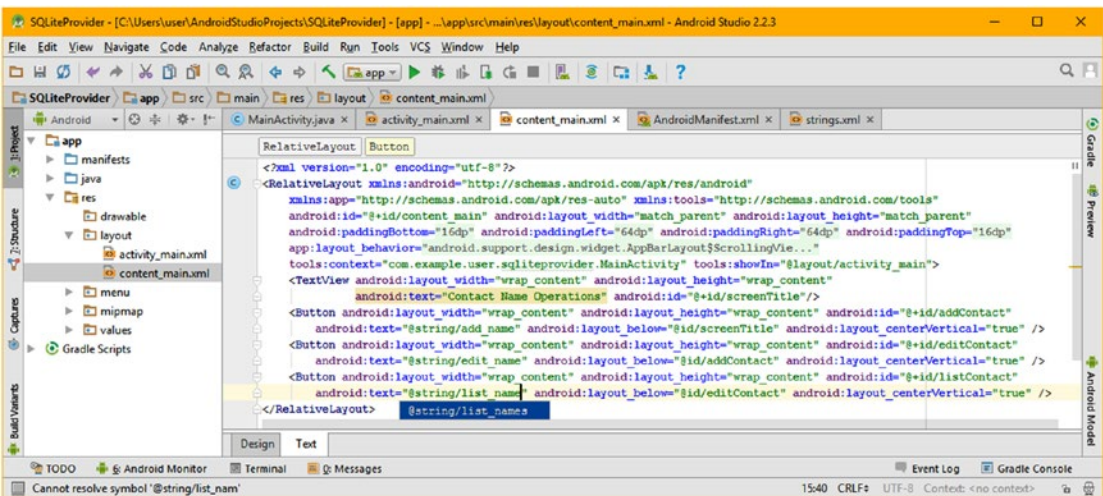 SQLiteProvider - [C:\Users\user\AndroidStudioProjects\SQLiteProvider] - [app] - ...\app\src\main\res\layout\content_main.xml - Android Studio 2.2.3
File Edit View Navigate Code Analyze Refactor Build Run Tools VCS Window Help
app
SQLiteProvider app src main res layout content_main.xml
Android
MainActivity.java × activity_main.xml × content_main.xml × AndroidManifest.xml × strings.xml ×
1: Project
7: Structure
Captures
Build Variants
app
manifests
java
res
drawable
layout
activity_main.xml
content_main.xml
menu
mipmap
values
Gradle Scripts
RelativeLayout Button
<?xml version="1.0" encoding="utf-8"?>
<RelativeLayout xmlns:android="http://schemas.android.com/apk/res/android"
xmlns:app="http://schemas.android.com/apk/res-auto" xmlns:tools="http://schemas.android.com/tools"
android:id="@+id/content_main" android:layout_width="match_parent" android:layout_height="match_parent"
android:paddingBottom="16dp" android:paddingLeft="64dp" android:paddingRight="64dp" android:paddingTop="16dp"
app:layout_behavior="android.support.design.widget.AppBarLayout$ScrollingVie..."
tools:context="com.example.user.sqliteprovider.MainActivity" tools:showIn="@layout/activity_main">
<TextView android:layout_width="wrap_content" android:layout_height="wrap_content"
android:text="Contact Name Operations" android:id="@+id/screenTitle"/>
<Button android:layout_width="wrap_content" android:layout_height="wrap_content" android:id="@+id/addContact"
android:text="@string/add_name" android:layout_below="@id/screenTitle" android:layout_centerVertical="true" />
<Button android:layout_width="wrap_content" android:layout_height="wrap_content" android:id="@+id/editContact"
android:text="@string/edit_name" android:layout_below="@id/addContact" android:layout_centerVertical="true" />
<Button android:layout_width="wrap_content" android:layout_height="wrap_content" android:id="@+id/listContact"
android:text="@string/list_name" android:layout_below="@id/editContact" android:layout_centerVertical="true" />
</RelativeLayout>
@string/list_names
Gradle
Preview
Android Model
Design Text
TODO 6: Android Monitor Terminal 0: Messages Event Log Gradle Console
Cannot resolve symbol '@string/list_nam' 15:40 CRLF UTF-8 Context: <no context>